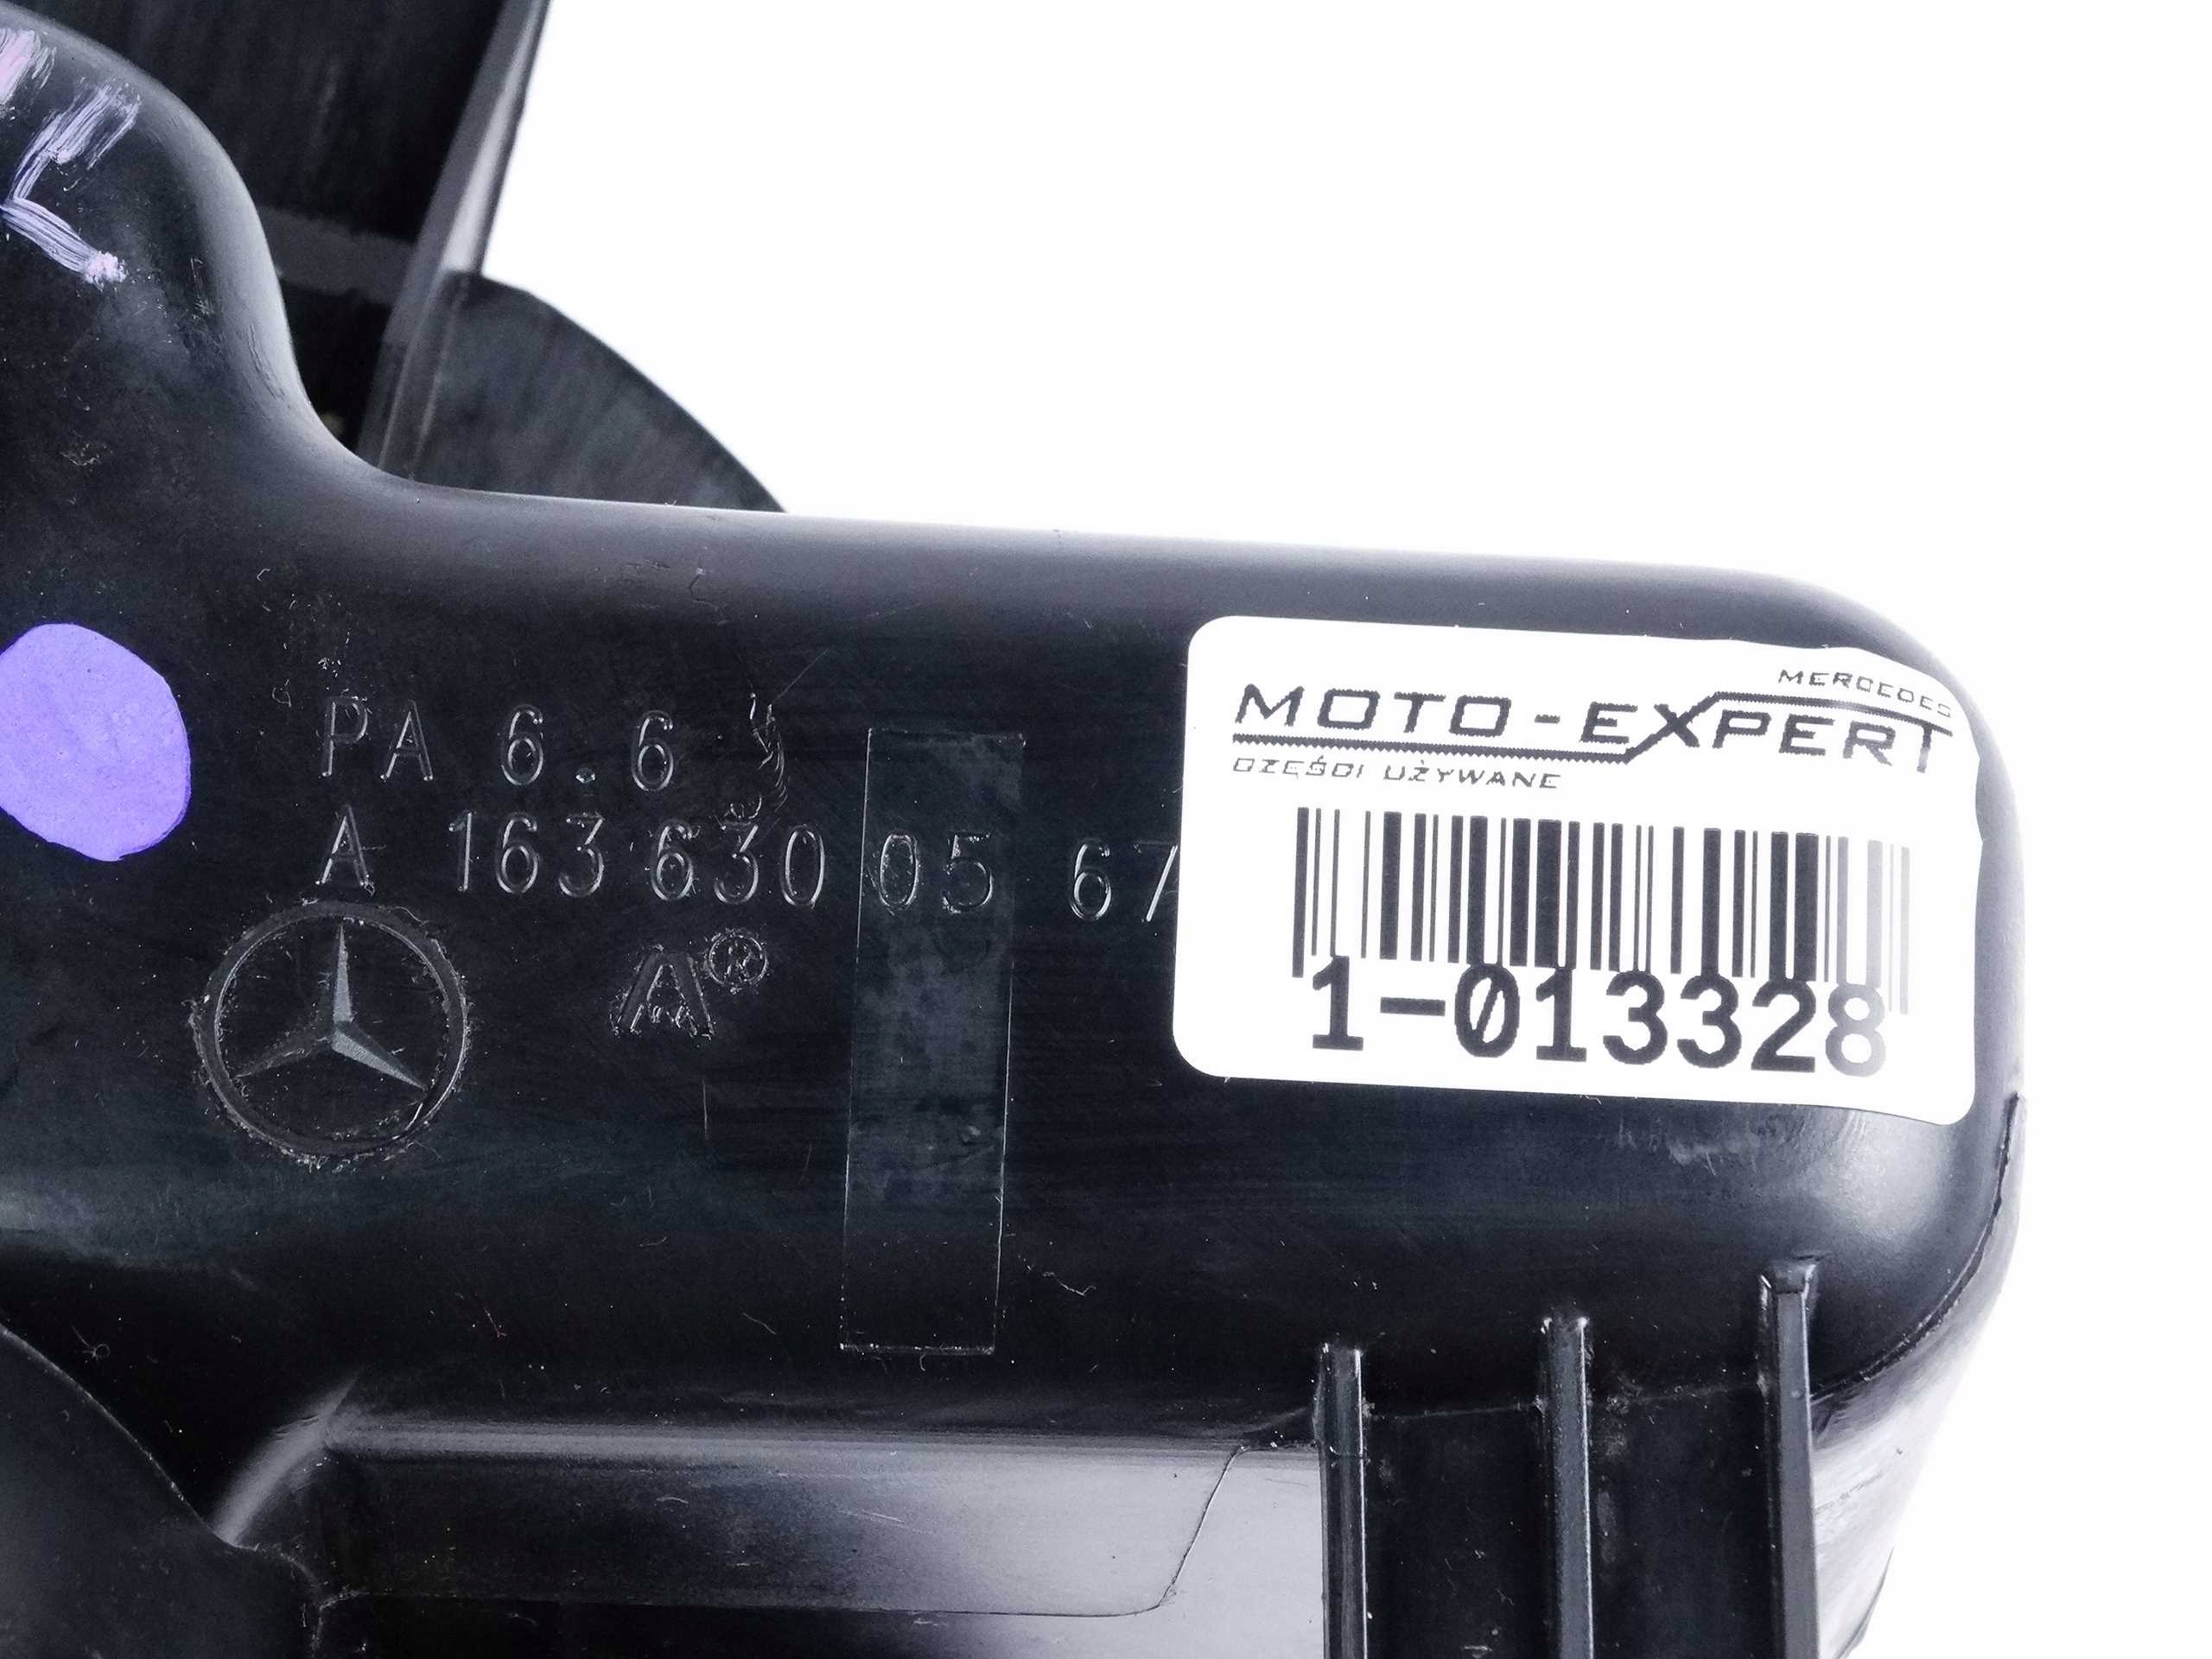 PA 6.6
A 163 630 05 67
A®
MERCEDES
MOTO-EXPERT
CZĘŚCI UŻYWANE
1-013328